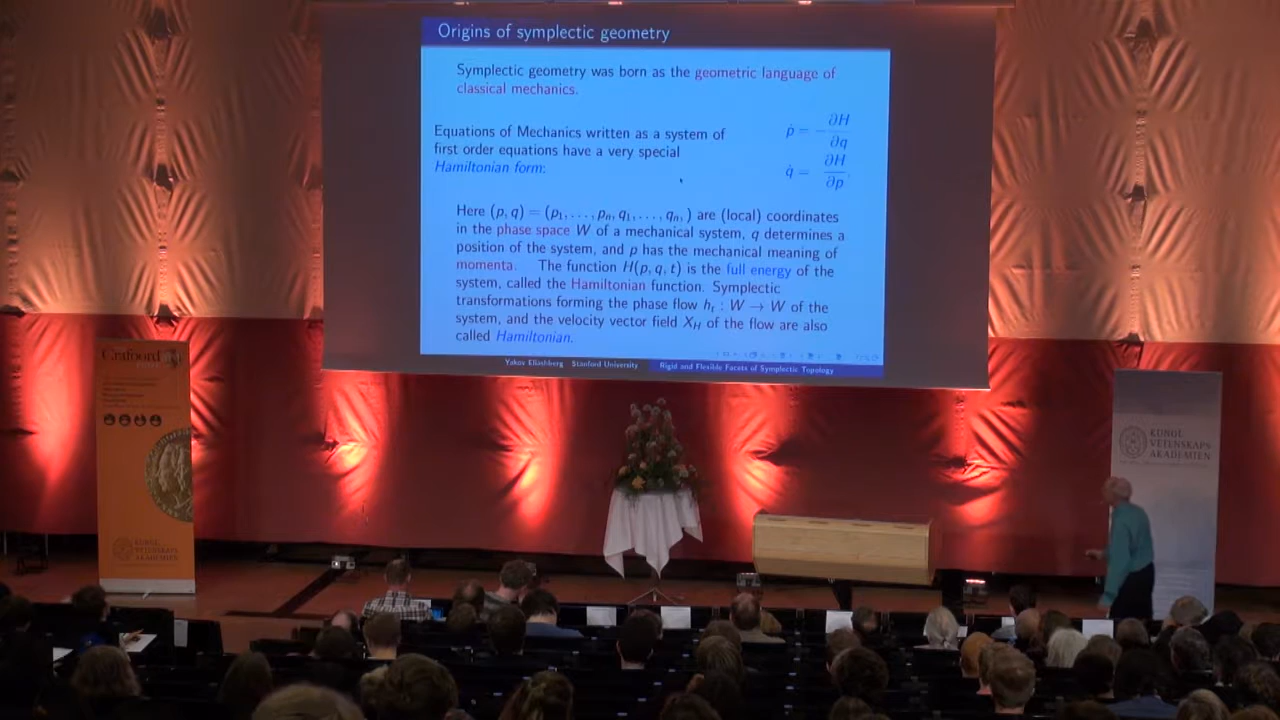 Origins of symplectic geometry
Symplectic geometry was born as the geometric language of
classical mechanics.
Equations of Mechanics written as a system of
first order equations have a very special
Hamiltonian form:
ṗ = −∂H/∂q
q̇ = ∂H/∂p,
Here (p, q) = (p₁, . . . , pₙ, q₁, . . . , qₙ, ) are (local) coordinates
in the phase space W of a mechanical system, q determines a
position of the system, and p has the mechanical meaning of
momenta. The function H(p, q, t) is the full energy of the
system, called the Hamiltonian function. Symplectic
transformations forming the phase flow hₜ : W → W of the
system, and the velocity vector field X_H of the flow are also
called Hamiltonian.
Yakov Eliashberg Stanford University
Rigid and Flexible Facets of Symplectic Topology
Crafoord
KUNGL.
VETENSKAPS
AKADEMIEN
KUNGL.
VETENSKAPS
AKADEMIEN